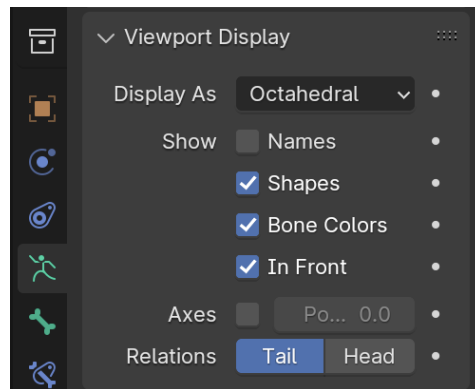 Viewport Display
Display As Octahedral
Show Names
Shapes
Bone Colors
In Front
Axes Po... 0.0
Relations Tail Head